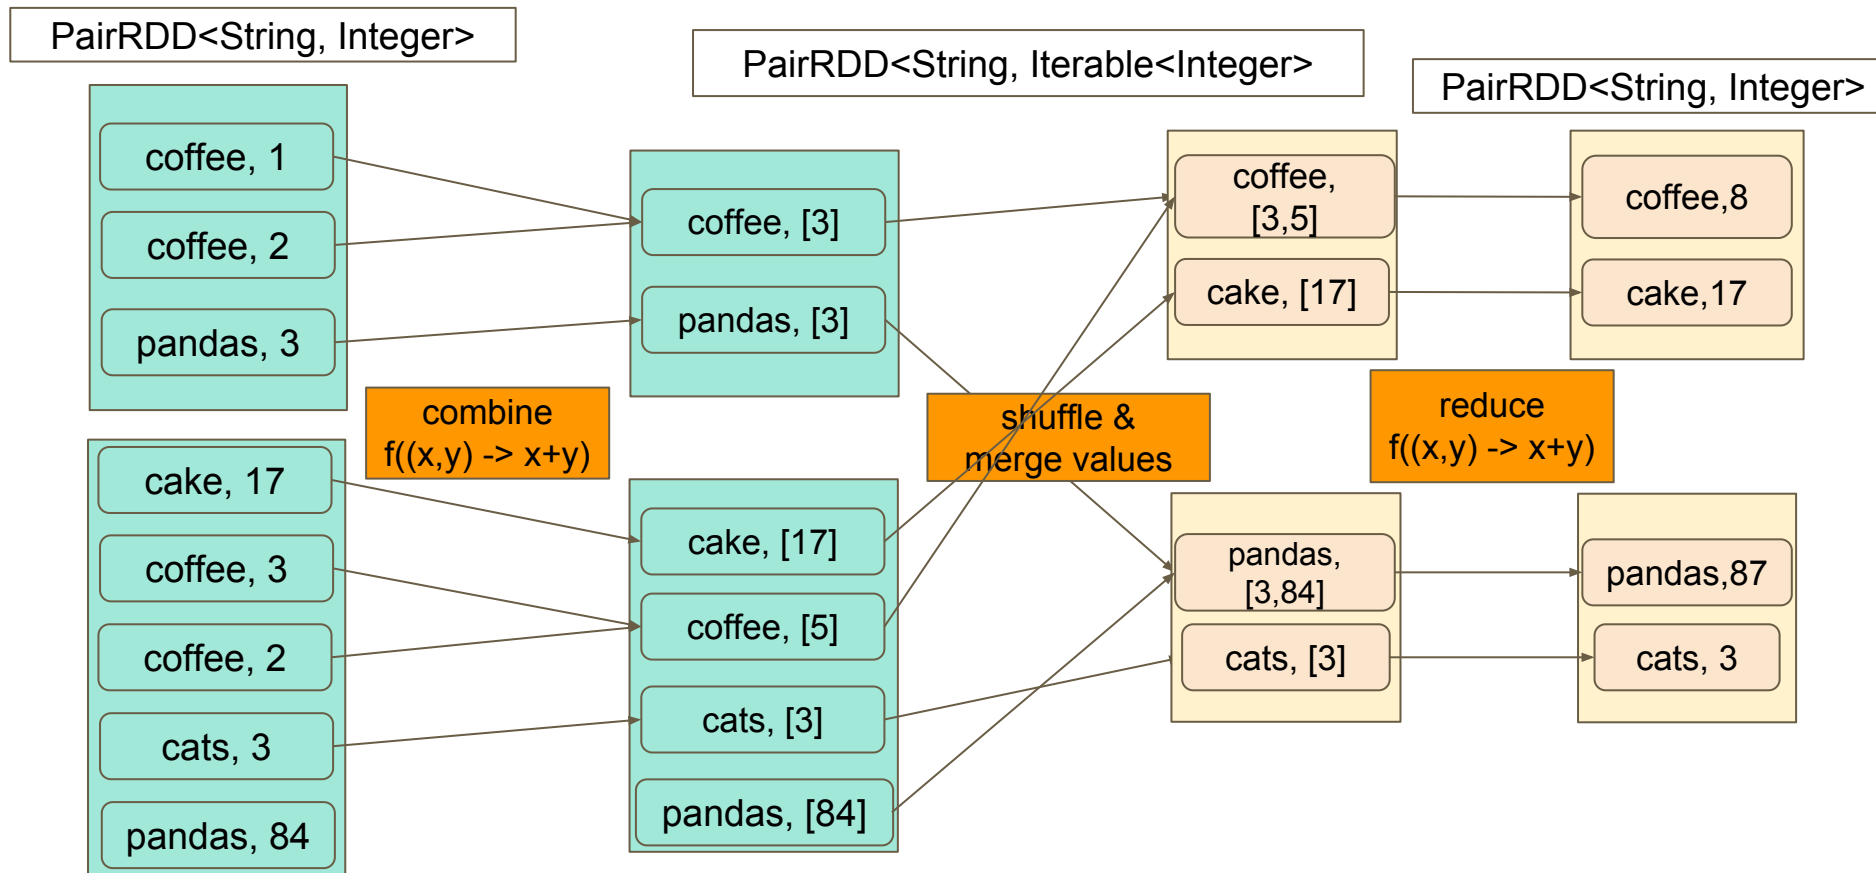 PairRDD<String, Integer>
PairRDD<String, Iterable<Integer>
PairRDD<String, Integer>
coffee, 1
coffee, 2
pandas, 3
cake, 17
coffee, 3
coffee, 2
cats, 3
pandas, 84
combine
f((x,y) -> x+y)
coffee, [3]
pandas, [3]
cake, [17]
coffee, [5]
cats, [3]
pandas, [84]
shuffle &
merge values
coffee,
[3,5]
cake, [17]
pandas,
[3,84]
cats, [3]
reduce
f((x,y) -> x+y)
coffee,8
cake,17
pandas,87
cats, 3